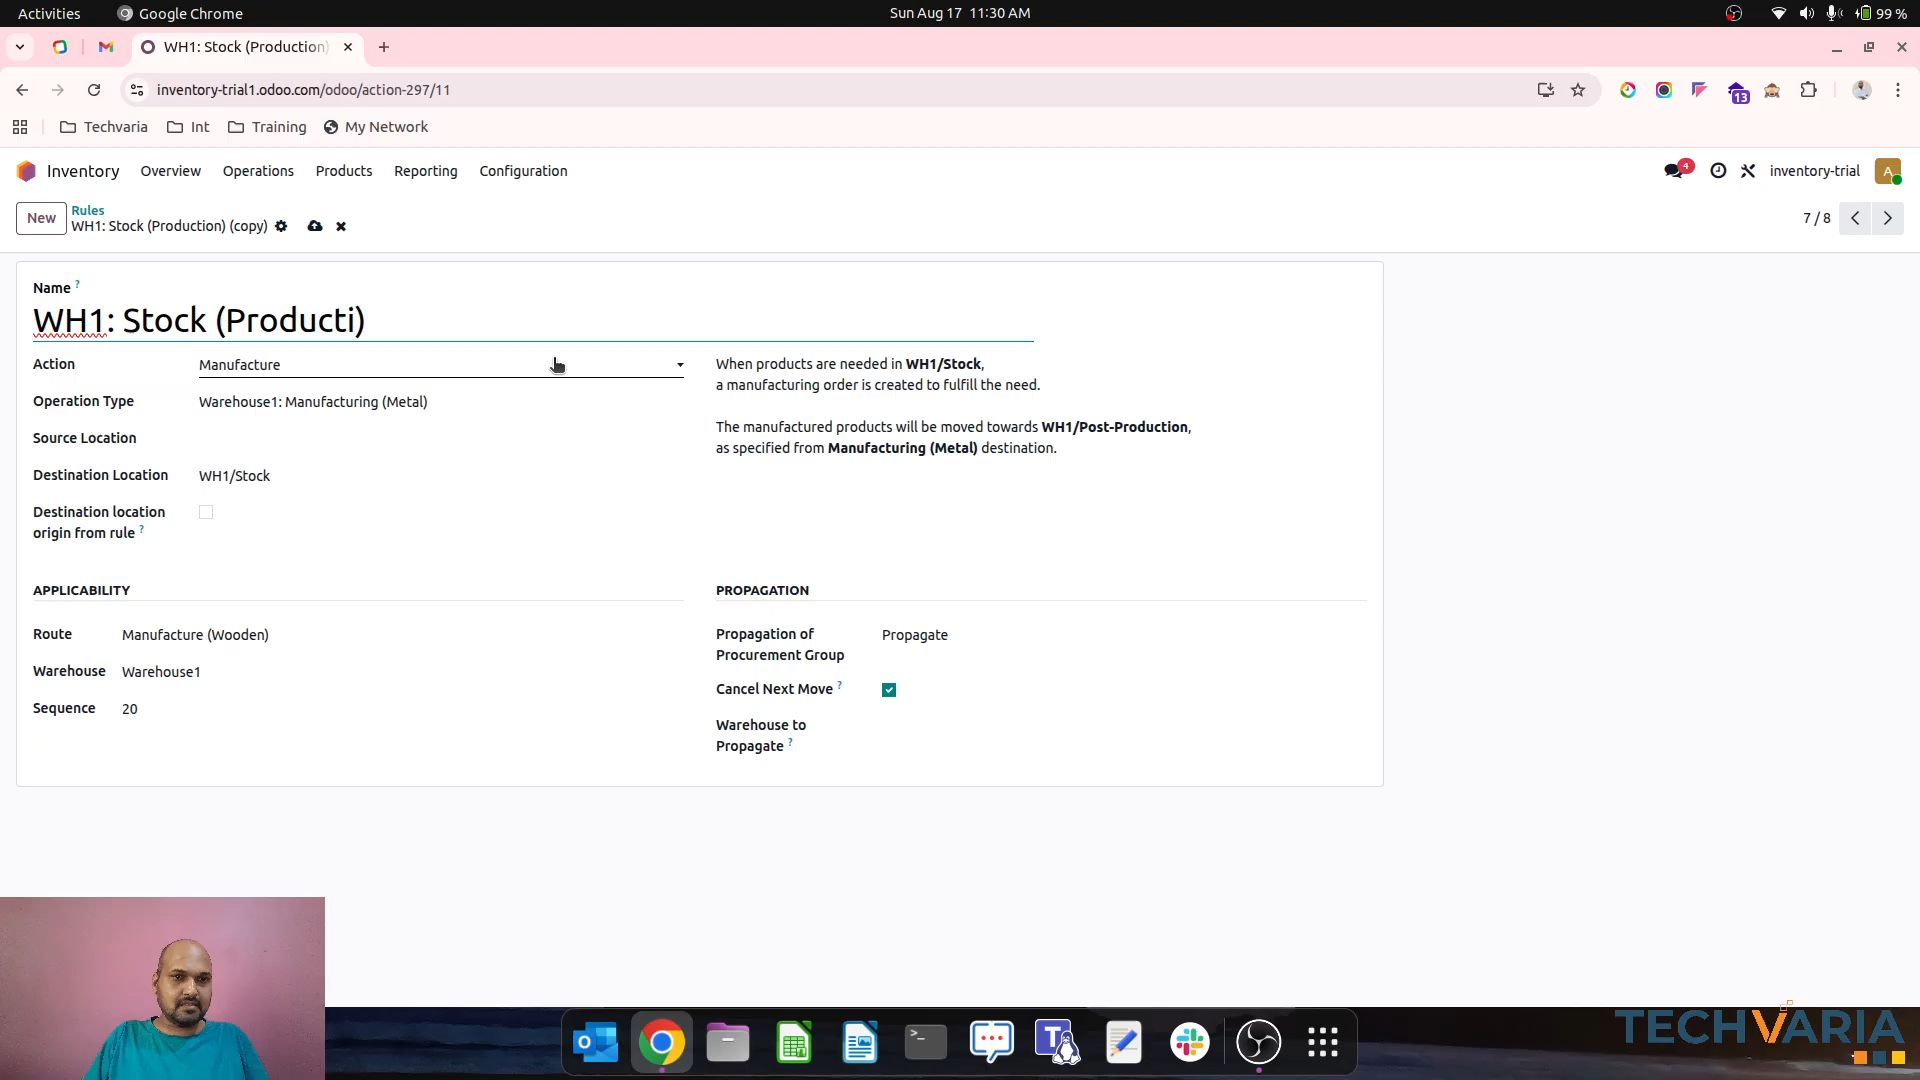 Activities
Google Chrome
Sun Aug 17 11:30 AM
99 %
WH1: Stock (Production)
inventory-trial1.odoo.com/odoo/action-297/11
13
Techvaria
Int
Training
My Network
Inventory
Overview
Operations
Products
Reporting
Configuration
4
inventory-trial
A
New
Rules
WH1: Stock (Production) (copy)
7 / 8
Name ?
WH1: Stock (Producti)
Action
Manufacture
Operation Type
Warehouse1: Manufacturing (Metal)
Source Location
Destination Location
WH1/Stock
Destination location
origin from rule ?
When products are needed in WH1/Stock,
a manufacturing order is created to fulfill the need.
The manufactured products will be moved towards WH1/Post-Production,
as specified from Manufacturing (Metal) destination.
APPLICABILITY
Route
Manufacture (Wooden)
Warehouse
Warehouse1
Sequence
20
PROPAGATION
Propagation of
Procurement Group
Propagate
Cancel Next Move ?
Warehouse to
Propagate ?
TECHVARIA